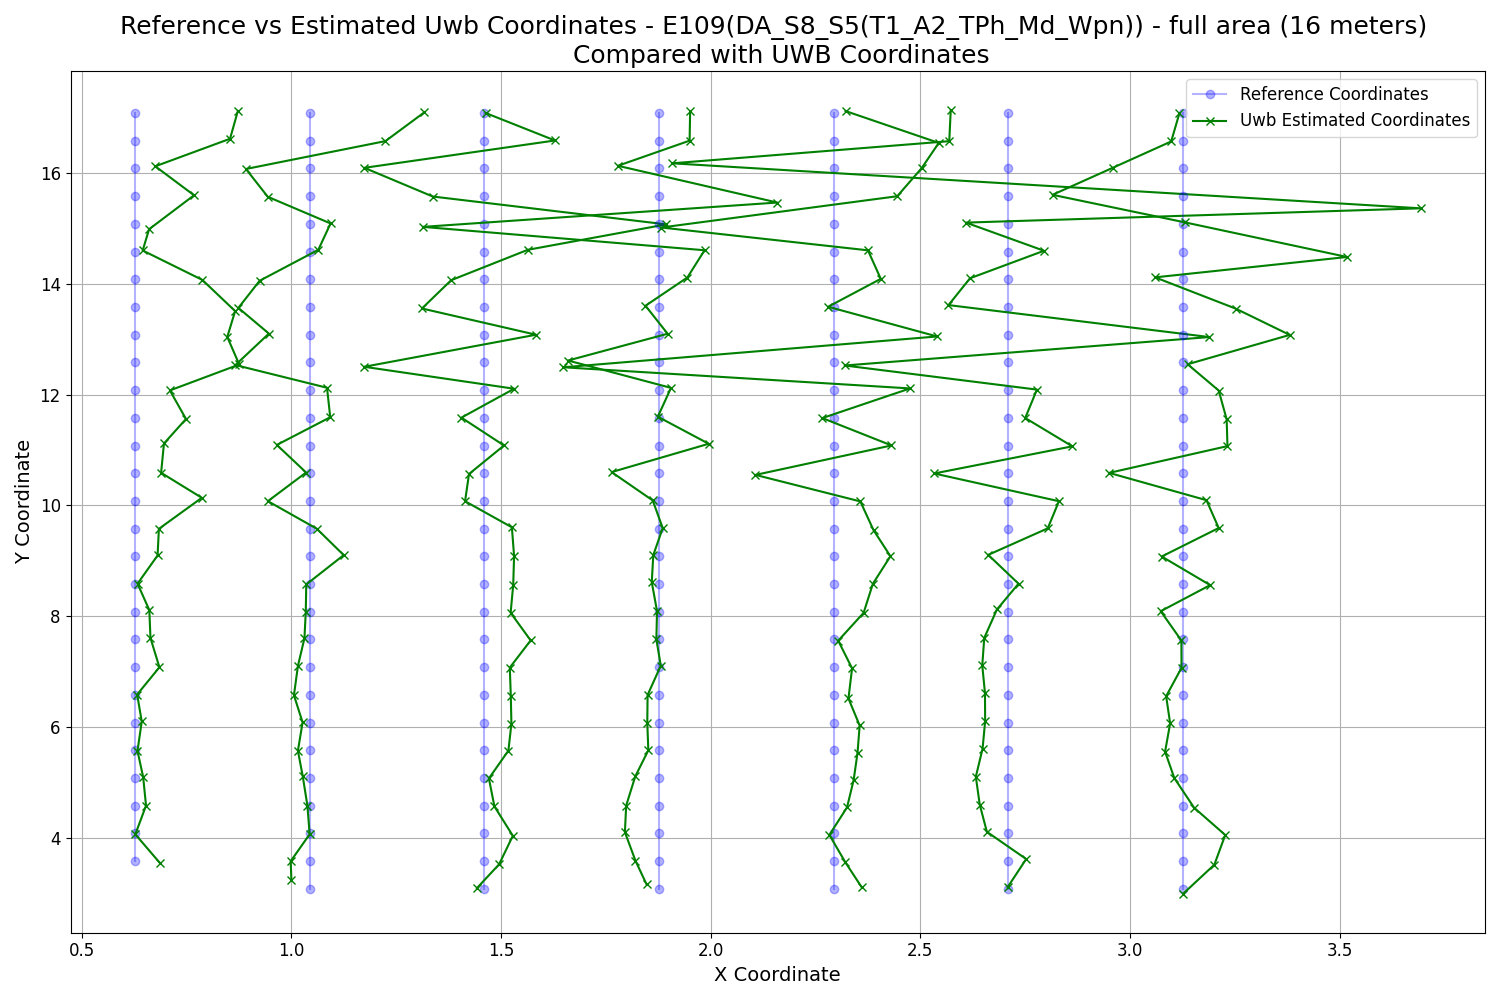 Reference vs Estimated Uwb Coordinates - E109(DA_S8_S5(T1_A2_TPh_Md_Wpn)) - full area (16 meters)
Compared with UWB Coordinates
Reference Coordinates
Uwb Estimated Coordinates
Y Coordinate
16
14
12
10
8
6
4
0.5
1.0
1.5
2.0
2.5
3.0
3.5
X Coordinate